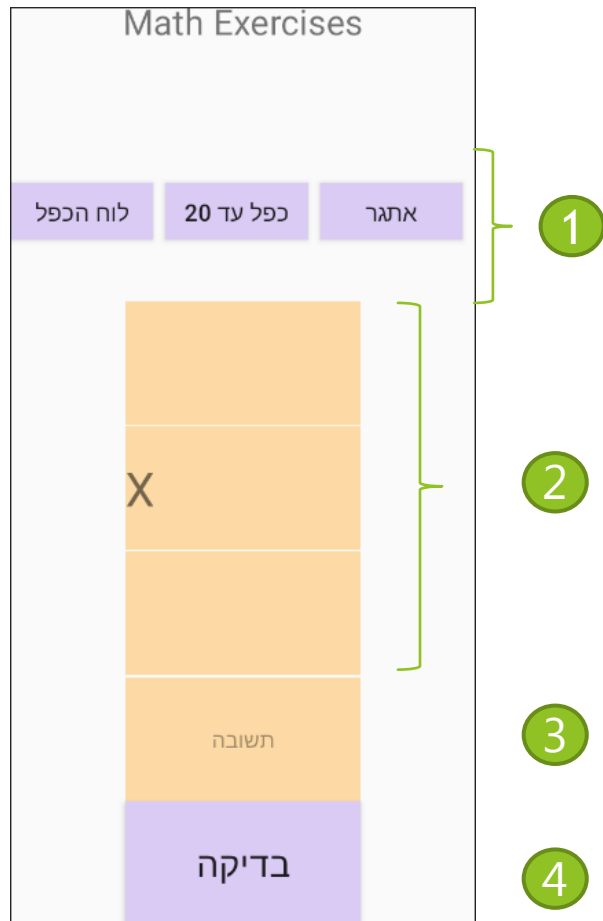 Math Exercises
אתגר
כפל עד 20
לוח הכפל
1
X
2
תשובה
3
בדיקה
4